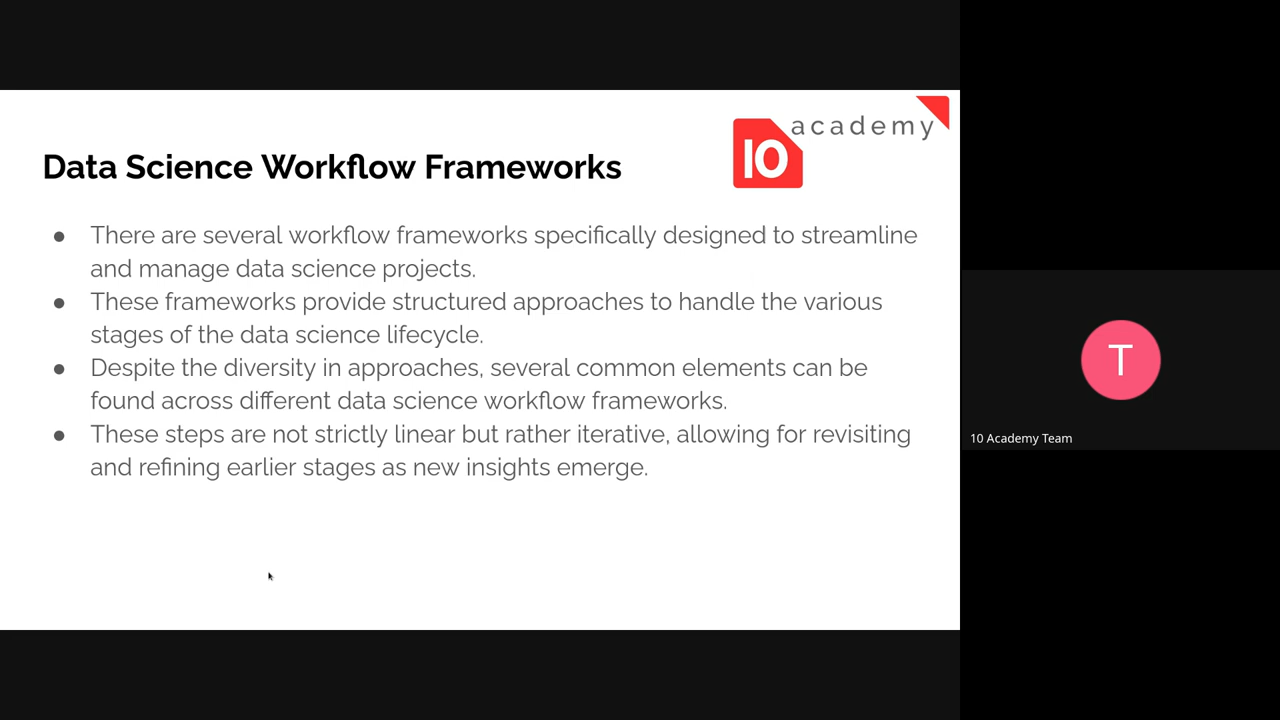 10 academy
Data Science Workflow Frameworks
● There are several workflow frameworks specifically designed to streamline
and manage data science projects.
● These frameworks provide structured approaches to handle the various
stages of the data science lifecycle.
● Despite the diversity in approaches, several common elements can be
found across different data science workflow frameworks.
● These steps are not strictly linear but rather iterative, allowing for revisiting
and refining earlier stages as new insights emerge.
T
10 Academy Team